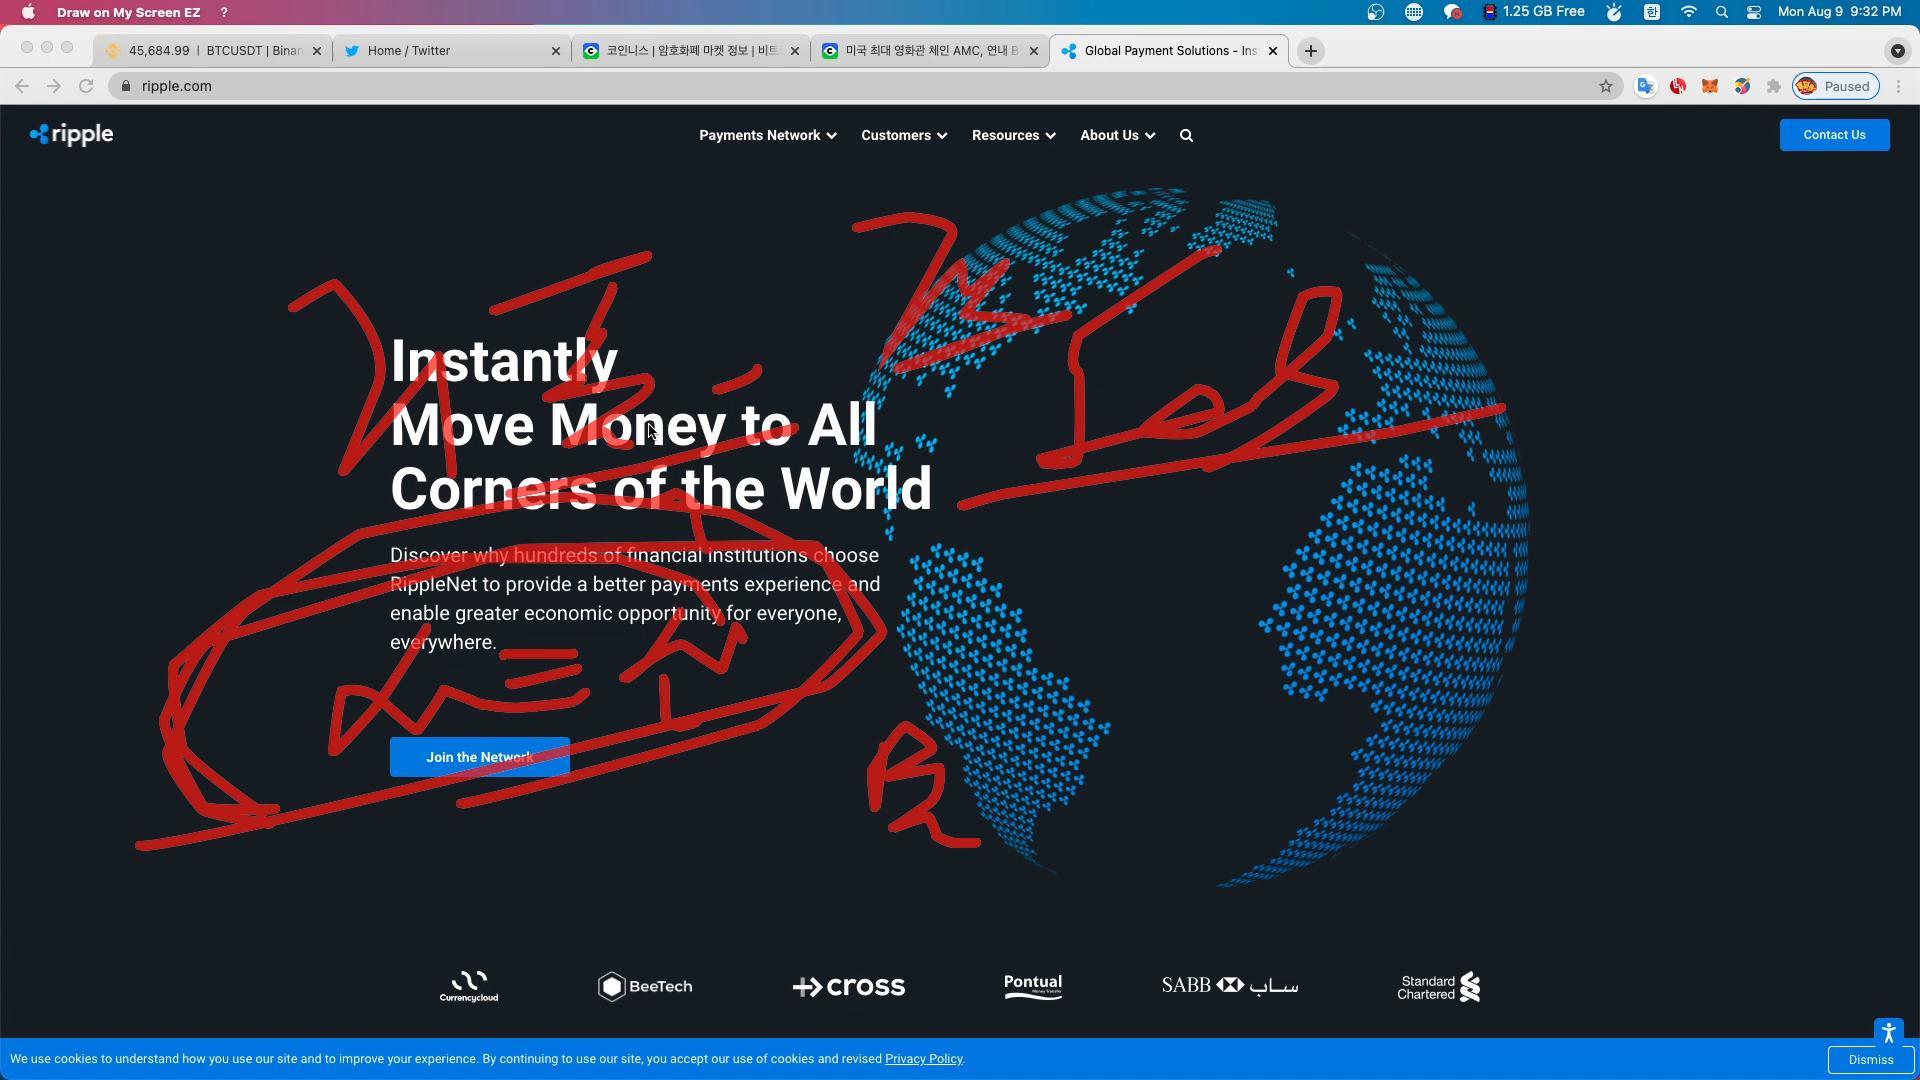 Draw on My Screen EZ ?
1.25 GB Free 한 Mon Aug 9 9:32 PM
45,684.99 | BTCUSDT | Binan
Home / Twitter
코인니스 | 암호화폐 마켓 정보 | 비트
미국 최대 영화관 체인 AMC, 연내 B
Global Payment Solutions - Ins
ripple.com
Paused
ripple
Payments Network
Customers
Resources
About Us
Contact Us
Instantly
Move Money to All
Corners of the World
Discover why hundreds of financial institutions choose
RippleNet to provide a better payments experience and
enable greater economic opportunity for everyone,
everywhere.
Join the Network
Currencycloud
BeeTech
cross
Pontual
Money Transfer
SABB ساب
Standard
Chartered
We use cookies to understand how you use our site and to improve your experience. By continuing to use our site, you accept our use of cookies and revised Privacy Policy.
Dismiss